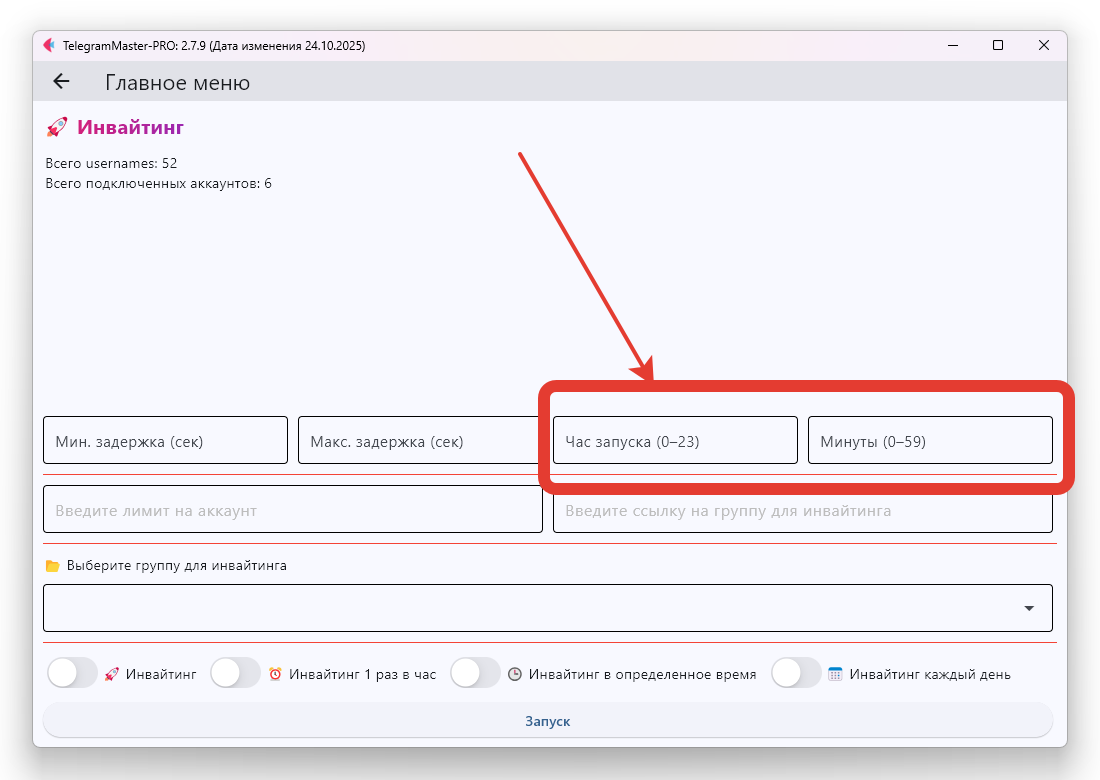 TelegramMaster-PRO: 2.7.9 (Дата изменения 24.10.2025)
Главное меню
Инвайтинг
Всего usernames: 52
Всего подключенных аккаунтов: 6
Мин. задержка (сек) Макс. задержка (сек) Час запуска (0–23) Минуты (0–59)
Введите лимит на аккаунт Введите ссылку на группу для инвайтинга
Выберите группу для инвайтинга
Инвайтинг Инвайтинг 1 раз в час Инвайтинг в определенное время Инвайтинг каждый день
Запуск